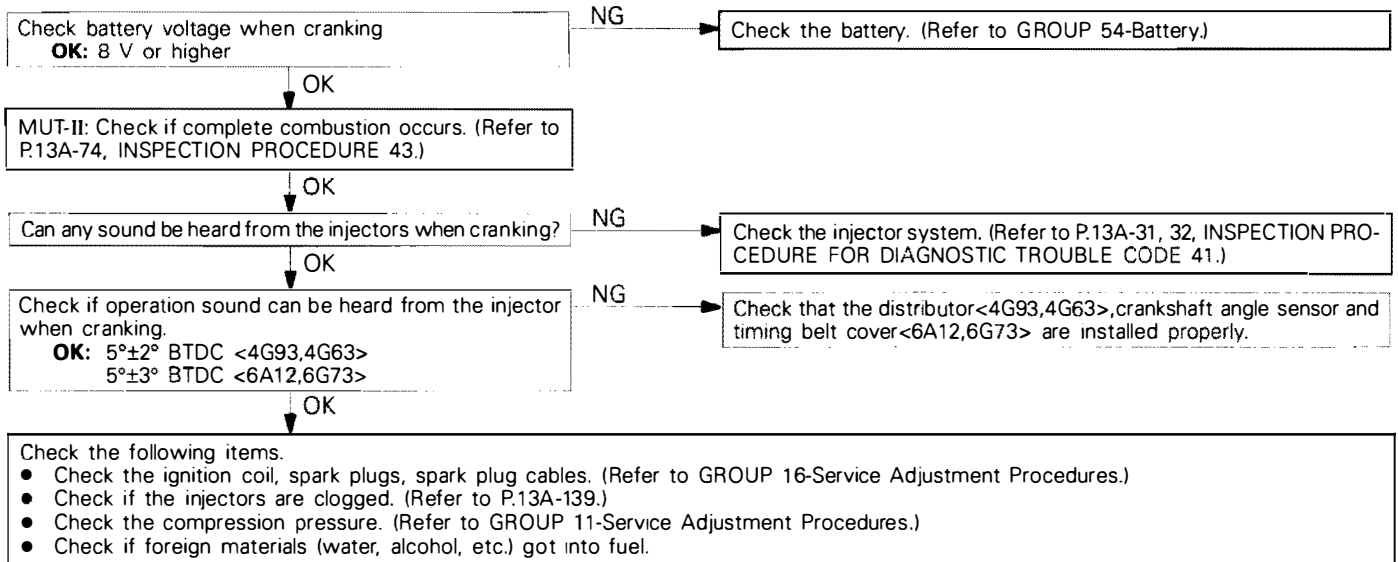 Check battery voltage when cranking
OK: 8 V or higher
NG
Check the battery. (Refer to GROUP 54-Battery.)
OK
MUT-II: Check if complete combustion occurs. (Refer to
P.13A-74, INSPECTION PROCEDURE 43.)
OK
Can any sound be heard from the injectors when cranking?
NG
Check the injector system. (Refer to P.13A-31, 32, INSPECTION PRO-
CEDURE FOR DIAGNOSTIC TROUBLE CODE 41.)
OK
Check if operation sound can be heard from the injector
when cranking.
OK: 5°±2° BTDC <4G93,4G63>
5°±3° BTDC <6A12,6G73>
NG
Check that the distributor<4G93,4G63>,crankshaft angle sensor and
timing belt cover<6A12,6G73> are installed properly.
OK
Check the following items.
● Check the ignition coil, spark plugs, spark plug cables. (Refer to GROUP 16-Service Adjustment Procedures.)
● Check if the injectors are clogged. (Refer to P.13A-139.)
● Check the compression pressure. (Refer to GROUP 11-Service Adjustment Procedures.)
● Check if foreign materials (water, alcohol, etc.) got into fuel.